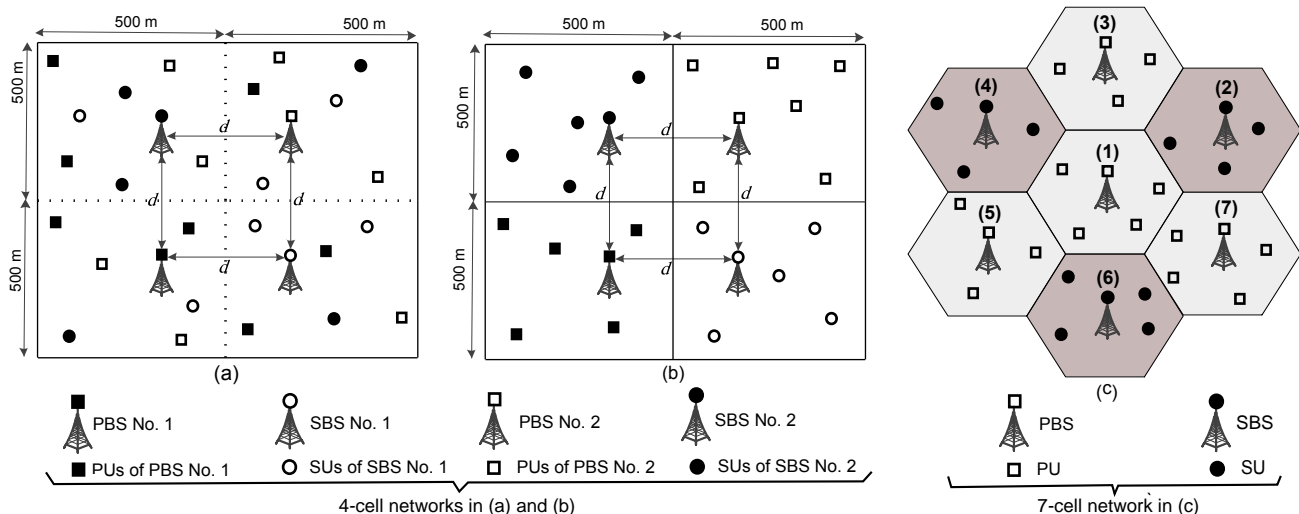 500 m
500 m
500 m
500 m
d
d
d
d
(a)
500 m
500 m
500 m
500 m
d
d
d
d
(b)
(3)
(4)
(2)
(1)
(5)
(7)
(6)
(c)
PBS No. 1
SBS No. 1
PBS No. 2
SBS No. 2
PUs of PBS No. 1
SUs of SBS No. 1
PUs of PBS No. 2
SUs of SBS No. 2
4-cell networks in (a) and (b)
PBS
SBS
PU
SU
7-cell network in (c)